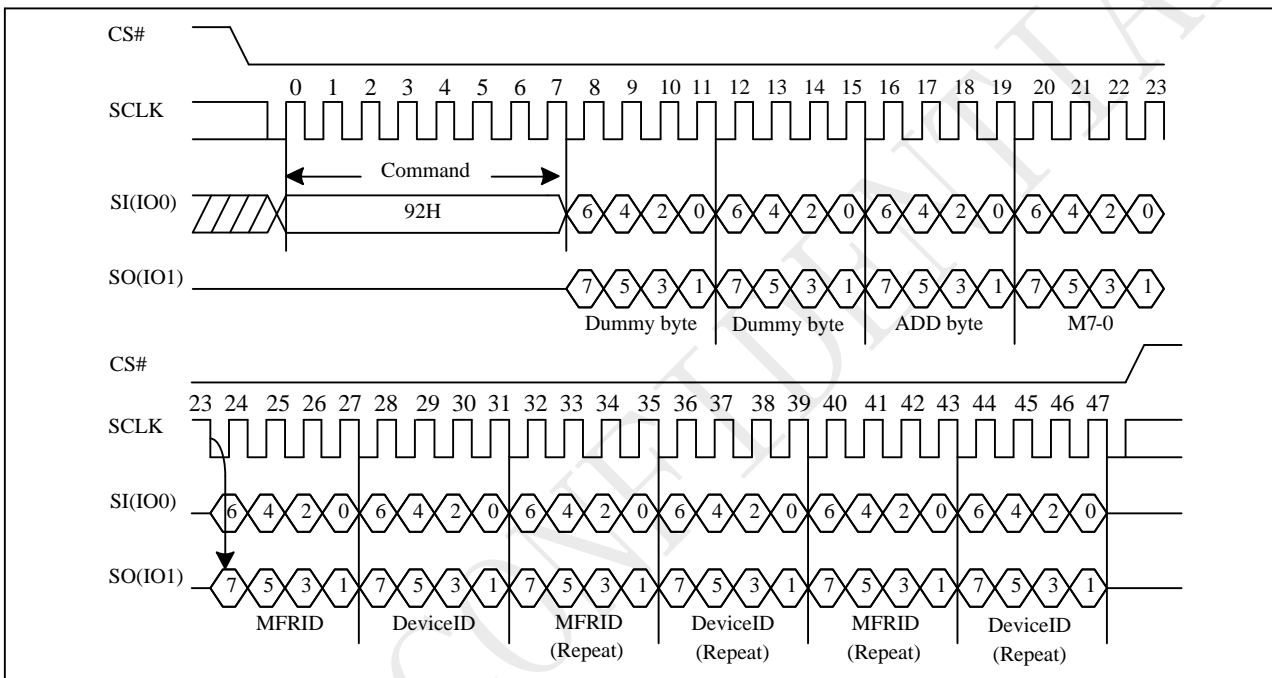 CS#
0 1 2 3 4 5 6 7 8 9 10 11 12 13 14 15 16 17 18 19 20 21 22 23
SCLK
Command
SI(IO0) 92H 6 4 2 0 6 4 2 0 6 4 2 0 6 4 2 0
SO(IO1) 7 5 3 1 7 5 3 1 7 5 3 1 7 5 3 1
Dummy byte Dummy byte ADD byte M7-0
CS#
23 24 25 26 27 28 29 30 31 32 33 34 35 36 37 38 39 40 41 42 43 44 45 46 47
SCLK
SI(IO0) 6 4 2 0 6 4 2 0 6 4 2 0 6 4 2 0 6 4 2 0 6 4 2 0
SO(IO1) 7 5 3 1 7 5 3 1 7 5 3 1 7 5 3 1 7 5 3 1 7 5 3 1
MFRID DeviceID MFRID DeviceID MFRID DeviceID
(Repeat) (Repeat) (Repeat) (Repeat)
CONFIDENTIAL